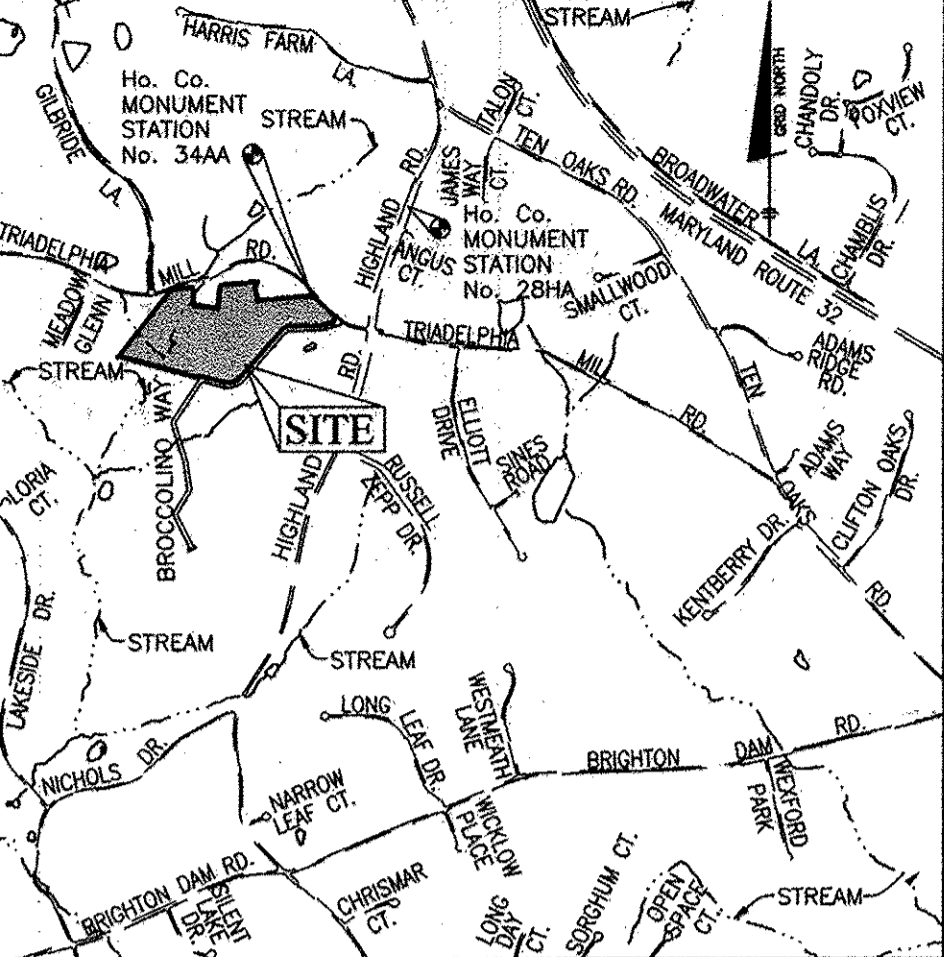 STREAM
HARRIS FARM
LA.
Ho. Co.
MONUMENT
STATION
No. 34AA
STREAM
GILBRIDE
LA.
TALON
CT.
GRID NORTH
CHANDOLY
DR.
FOXVIEW
CT.
TEN OAKS RD.
JAMES
WAY
CT.
BROADWATER
LA.
MARYLAND ROUTE 32
CHAMBLIS
DR.
HIGHLAND
RD.
ANGUS
CT.
Ho. Co.
MONUMENT
STATION
No. 28HA
TRIADELPHIA
MILL
RD.
MEADOW
GLENN
SMALLWOOD
CT.
TRIADELPHIA
MILL
RD.
ADAMS
RIDGE
RD.
STREAM
RD.
TEN
OAKS
RD.
SITE
BROCCOLINO WAY
ELLIOTT
DRIVE
SINES
ROAD
ADAMS
WAY
CLIFTON OAKS
DR.
LORIA
CT.
HIGHLAND
RUSSELL
ZEPP DR.
KENTBERRY DR.
LAKESIDE DR.
STREAM
STREAM
LONG
LEAF DR.
WESTMEATH
LANE
BRIGHTON
DAM
RD.
NICHOLS
DR.
NARROW
LEAF CT.
WICKLOW
PLACE
WEXFORD
PARK
BRIGHTON DAM RD.
SILENT
LAKE
DR.
CHRISMAR
CT.
LONG
DAY
CT.
SORGHUM CT.
OPEN
SPACE
CT.
STREAM